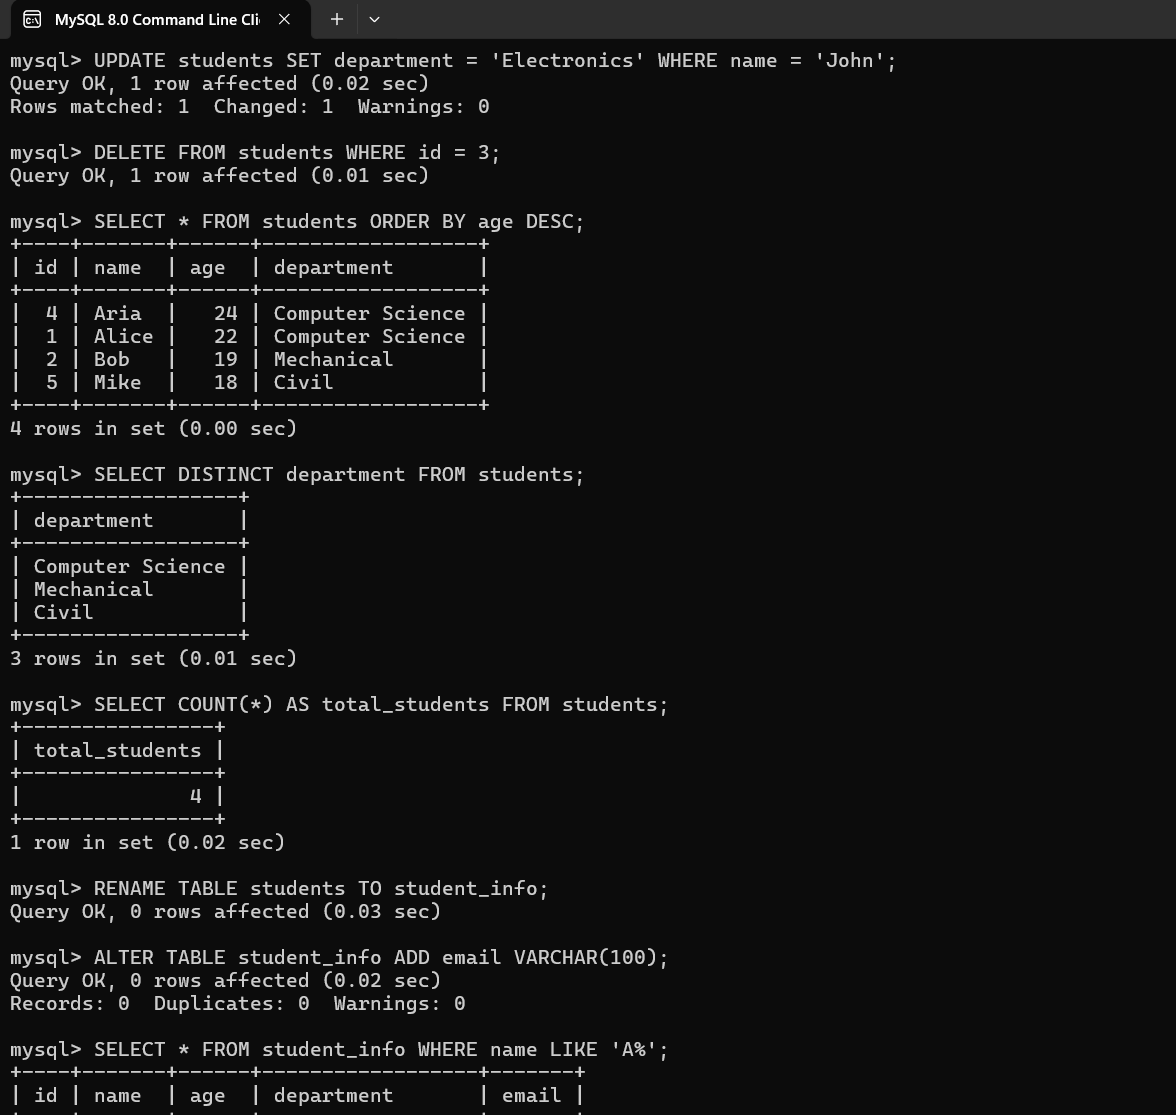 MySQL 8.0 Command Line Cli
mysql> UPDATE students SET department = 'Electronics' WHERE name = 'John';
Query OK, 1 row affected (0.02 sec)
Rows matched: 1  Changed: 1  Warnings: 0
mysql> DELETE FROM students WHERE id = 3;
Query OK, 1 row affected (0.01 sec)
mysql> SELECT * FROM students ORDER BY age DESC;
+----+-------+------+------------------+
| id | name  | age  | department       |
+----+-------+------+------------------+
|  4 | Aria  |   24 | Computer Science |
|  1 | Alice |   22 | Computer Science |
|  2 | Bob   |   19 | Mechanical       |
|  5 | Mike  |   18 | Civil            |
+----+-------+------+------------------+
4 rows in set (0.00 sec)
mysql> SELECT DISTINCT department FROM students;
+------------------+
| department       |
+------------------+
| Computer Science |
| Mechanical       |
| Civil            |
+------------------+
3 rows in set (0.01 sec)
mysql> SELECT COUNT(*) AS total_students FROM students;
+----------------+
| total_students |
+----------------+
|              4 |
+----------------+
1 row in set (0.02 sec)
mysql> RENAME TABLE students TO student_info;
Query OK, 0 rows affected (0.03 sec)
mysql> ALTER TABLE student_info ADD email VARCHAR(100);
Query OK, 0 rows affected (0.02 sec)
Records: 0  Duplicates: 0  Warnings: 0
mysql> SELECT * FROM student_info WHERE name LIKE 'A%';
+----+-------+------+------------------+-------+
| id | name  | age  | department       | email |